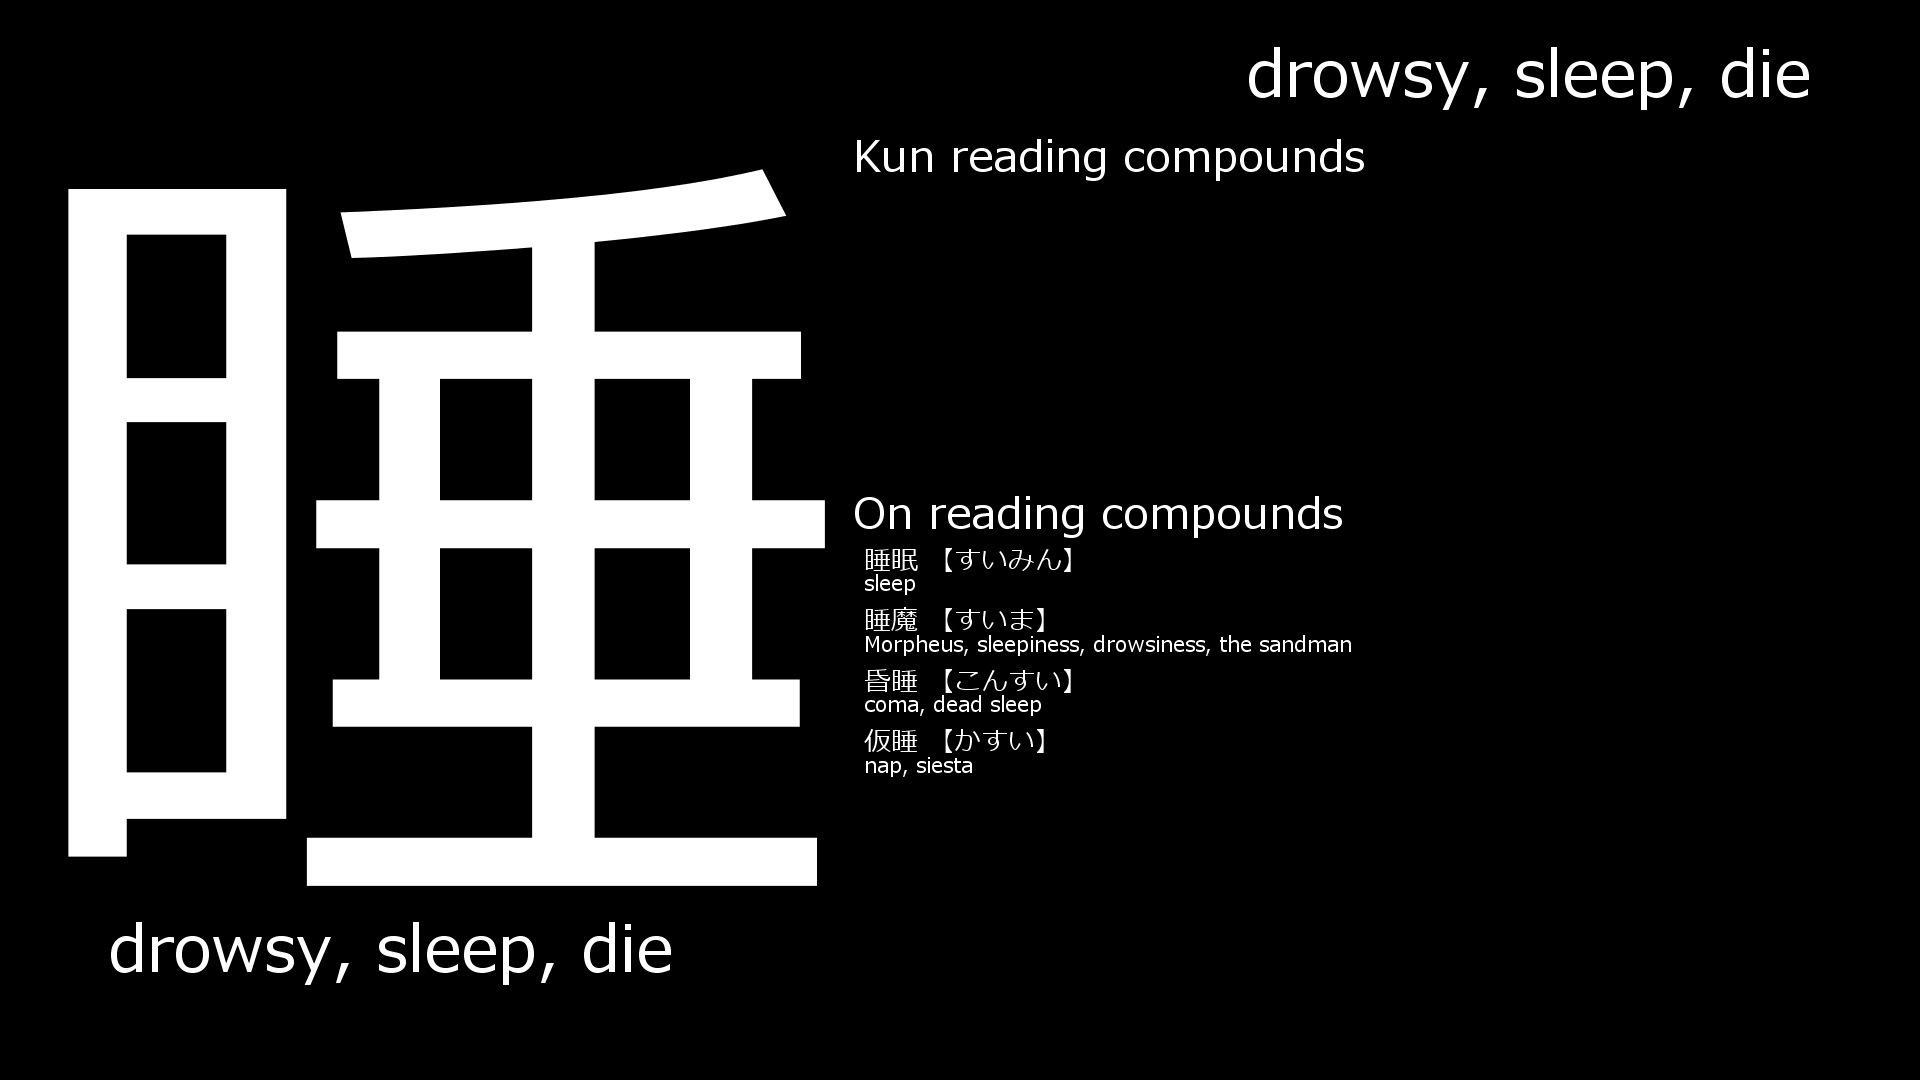 drowsy, sleep, die
睡
drowsy, sleep, die
Kun reading compounds
On reading compounds
睡眠 【すいみん】
sleep
睡魔 【すいま】
Morpheus, sleepiness, drowsiness, the sandman
昏睡 【こんすい】
coma, dead sleep
仮睡 【かすい】
nap, siesta